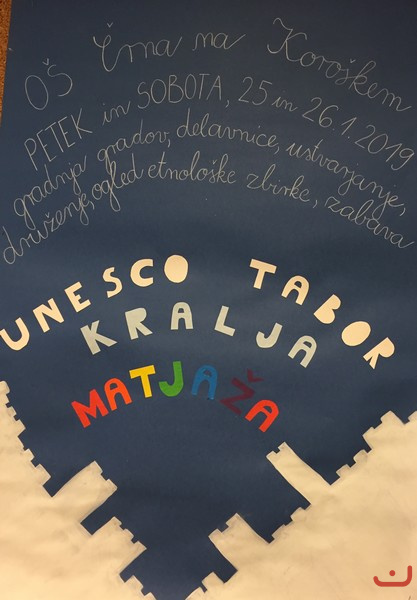 OŠ Črna na Koroškem
PETEK in SOBOTA, 25 in 26.1.2019
gradnja gradov, delavnice, ustvarjanje,
druženje, ogled etnološke zbirke, zabava
UNESCO TABOR
KRALJA
MATJAŽA